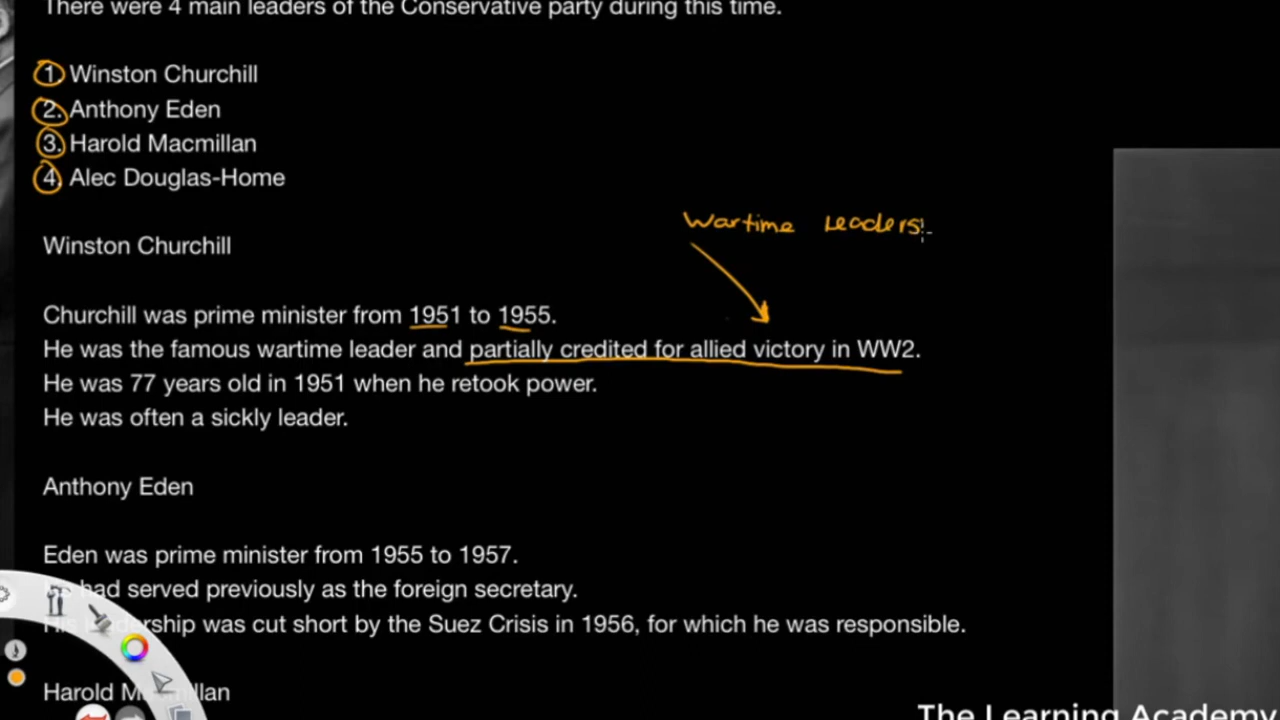 There were 4 main leaders of the Conservative party during this time.
1. Winston Churchill
2. Anthony Eden
3. Harold Macmillan
4. Alec Douglas-Home
Wartime Leaders
Winston Churchill
Churchill was prime minister from 1951 to 1955.
He was the famous wartime leader and partially credited for allied victory in WW2.
He was 77 years old in 1951 when he retook power.
He was often a sickly leader.
Anthony Eden
Eden was prime minister from 1955 to 1957.
He had served previously as the foreign secretary.
His leadership was cut short by the Suez Crisis in 1956, for which he was responsible.
Harold Macmillan
The Learning Academy